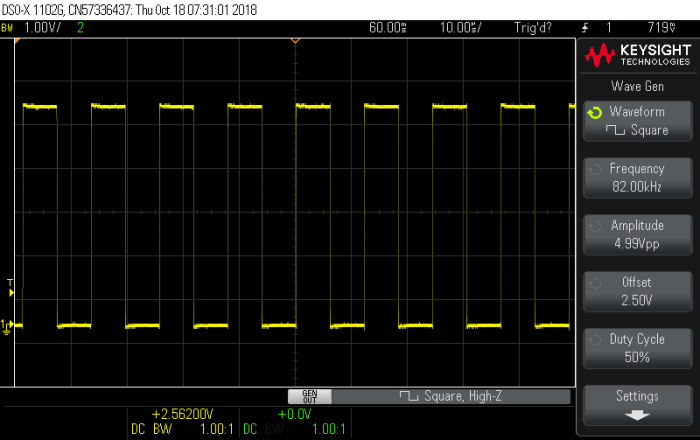 DSO-X 1102G, CN57336437: Thu Oct 18 07:31:01 2018
BW 1.00V/ 2 60.00s 10.00s/ Trig'd? 1 719V
KEYSIGHT
TECHNOLOGIES
Wave Gen
Waveform
Square
Frequency
82.00kHz
Amplitude
4.99Vpp
Offset
2.50V
Duty Cycle
50%
Settings
T
1
GEN
OUT
Square, High-Z
+2.56200V +0.0V
DC BW 1.00:1 DC BW 1.00:1